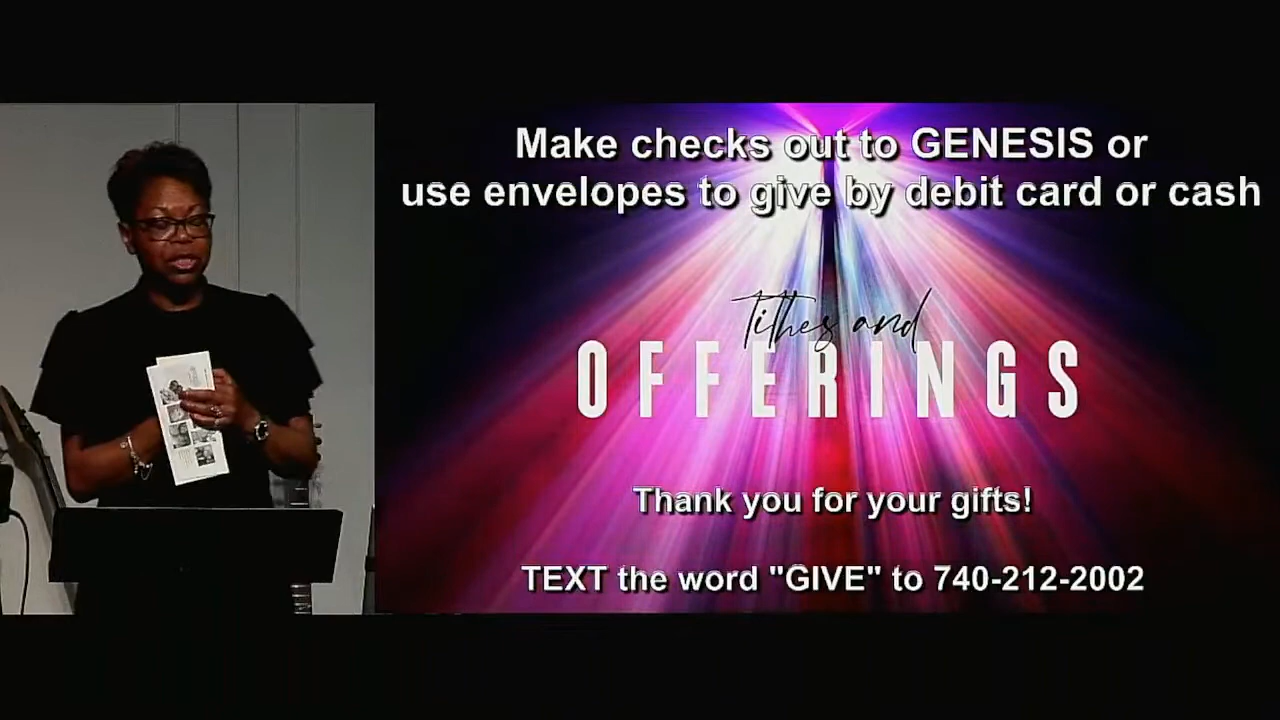 Make checks out to GENESIS or
use envelopes to give by debit card or cash
Tithes and
OFFERINGS
Thank you for your gifts!
TEXT the word "GIVE" to 740-212-2002